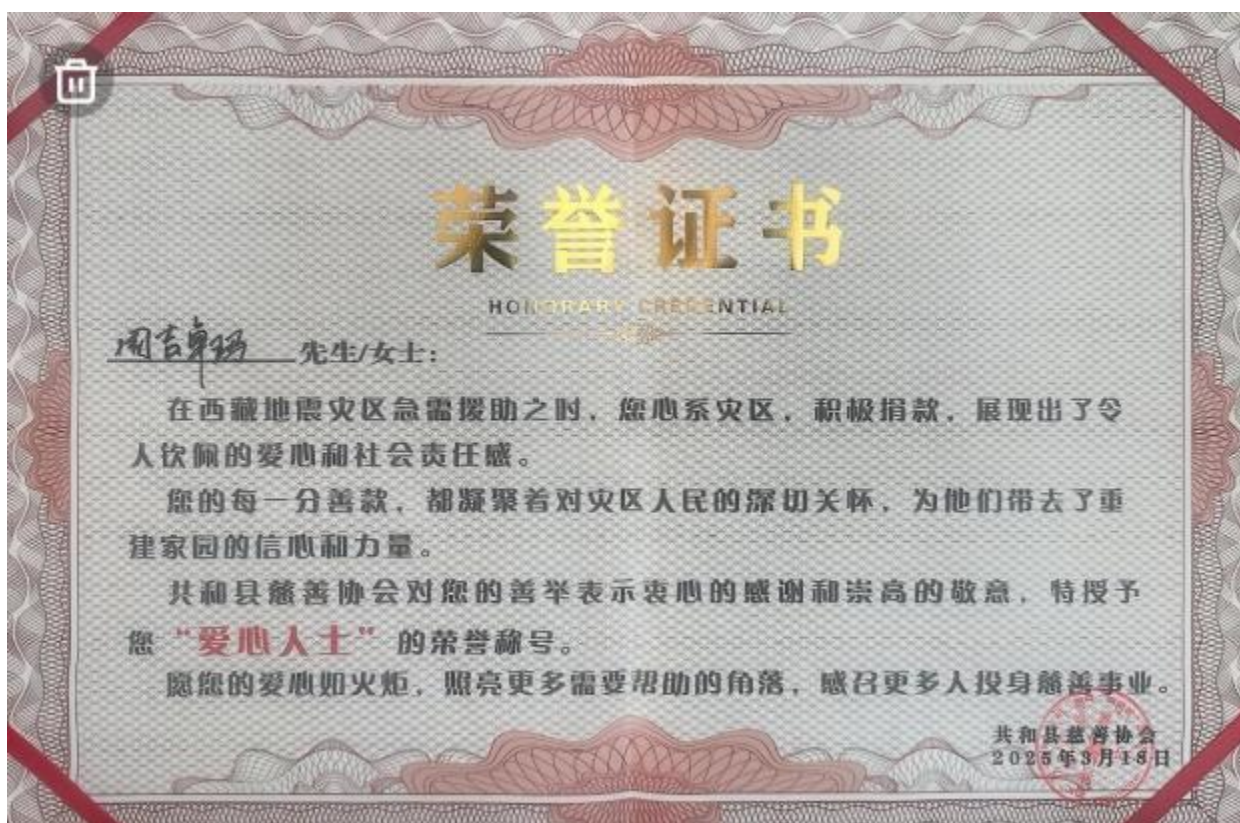 荣誉证书
HONORARY CREDENTIAL
周吉卓玛 先生/女士：
在西藏地震灾区急需援助之时，您心系灾区，积极捐款，展现出了令
人钦佩的爱心和社会责任感。
您的每一分善款，都凝聚着对灾区人民的深切关怀，为他们带去了重
建家园的信心和力量。
共和县慈善协会对您的善举表示衷心的感谢和崇高的敬意，特授予
您“爱心人士”的荣誉称号。
愿您的爱心如火炬，照亮更多需要帮助的角落，感召更多人投身慈善事业。
共和县慈善协会
2025年3月18日